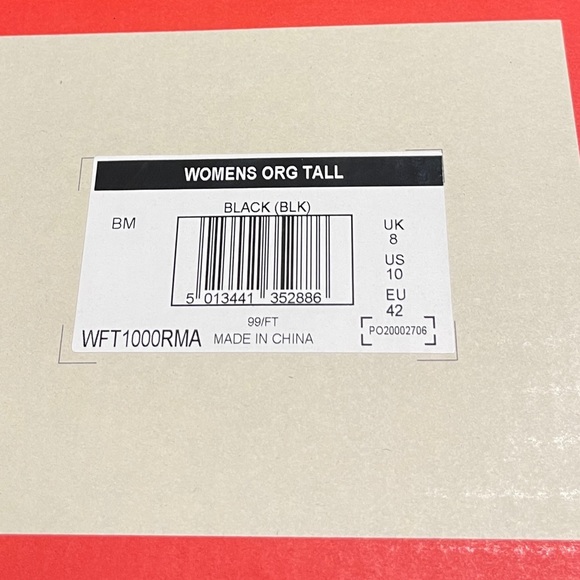 WOMENS ORG TALL
BLACK (BLK)
BM
5 013441 352886
UK
8
US
10
EU
42
99/FT
WFT1000RMA
MADE IN CHINA
PO20002706